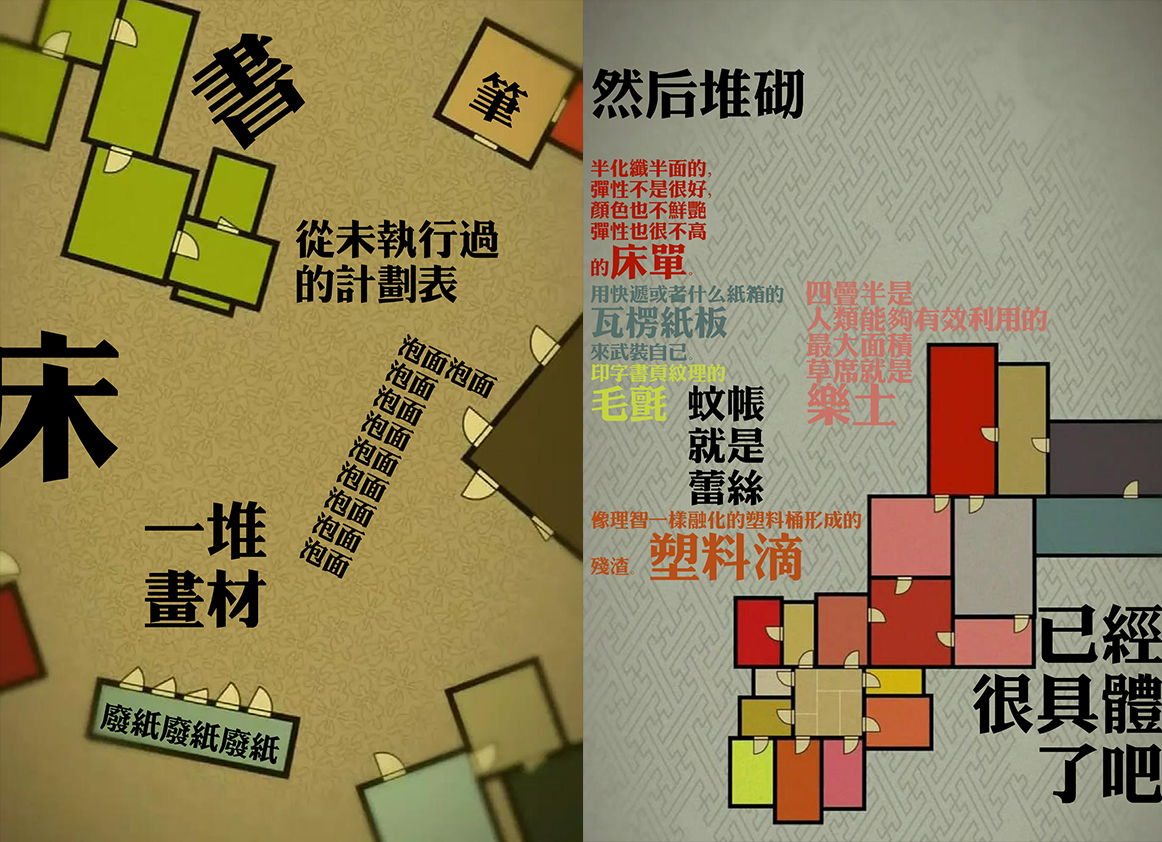 書
筆
從未執行過
的計劃表
床
泡面泡面
泡面
泡面
泡面
泡面
泡面
泡面
泡面
泡面
一堆
畫材
廢紙廢紙廢紙
然后堆砌
半化纖半面的，
彈性不是很好，
顏色也不鮮艷
彈性也很不高
的床單。
用快遞或者什么紙箱的
瓦楞紙板
來武裝自己。
印字書頁紋理的
毛氈
蚊帳
就是
蕾絲
四疊半是
人類能夠有效利用的
最大面積
草席就是
樂土
像理智一樣融化的塑料桶形成的
殘渣。塑料滴
已經
很具體
了吧